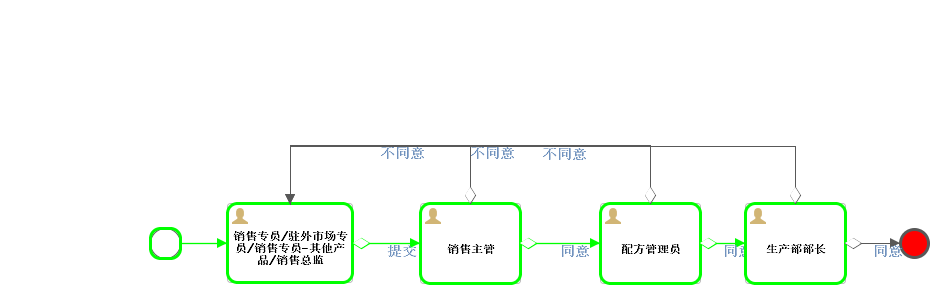 不同意
不同意
不同意
销售专员/驻外市场专
员/销售专员-其他产
品/销售总监
提交
销售主管
同意
配方管理员
同意
生产部部长
同意